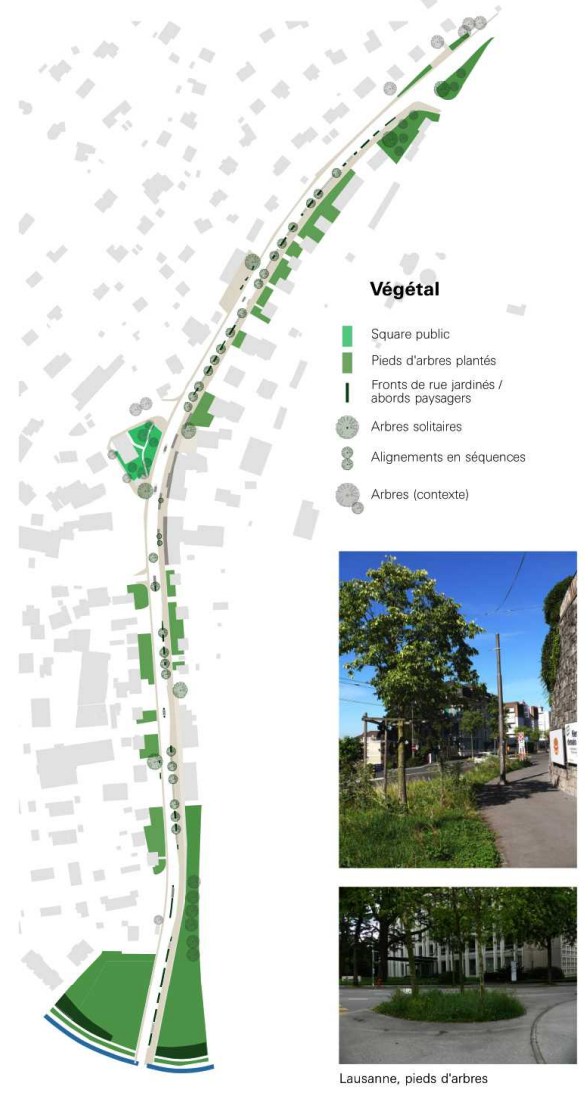 Végétal
Square public
Pieds d'arbres plantés
Fronts de rue jardinés /
abords paysagers
Arbres solitaires
Alignements en séquences
Arbres (contexte)
Lausanne, pieds d'arbres